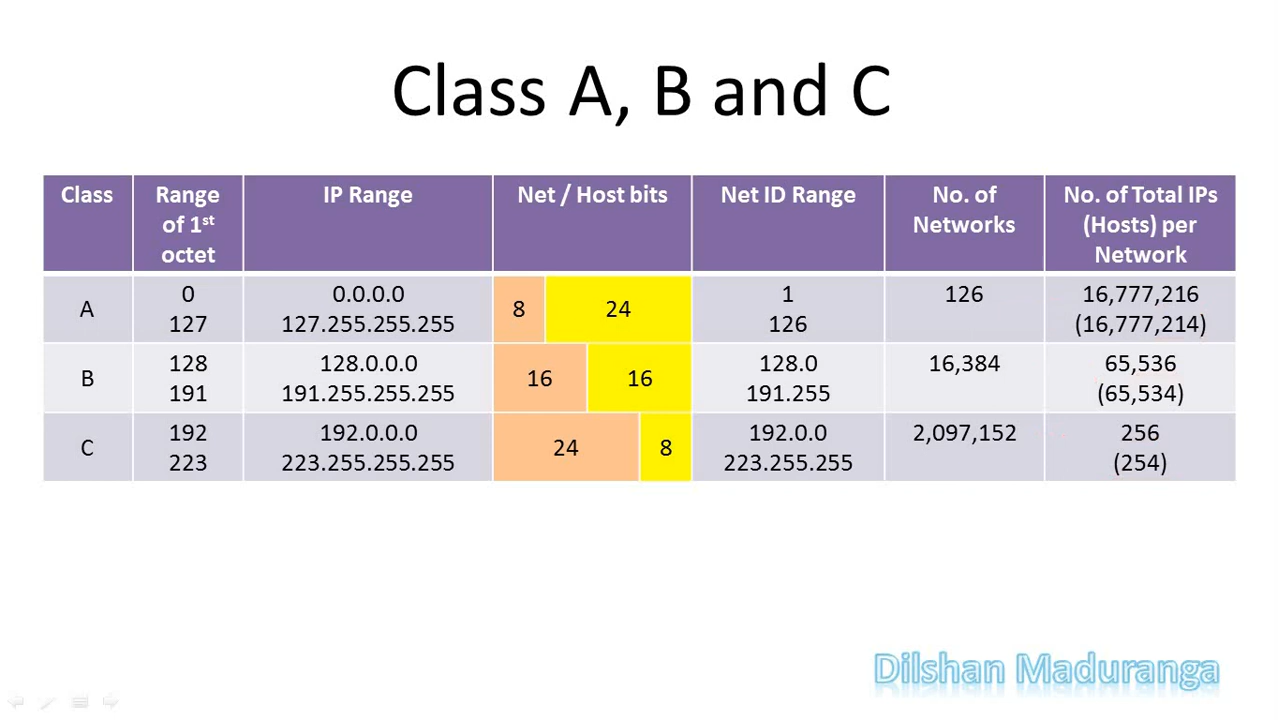 Class A, B and C
Class
Range
of 1st
octet
IP Range
Net / Host bits
Net ID Range
No. of
Networks
No. of Total IPs
(Hosts) per
Network
A
0
127
0.0.0.0
127.255.255.255
8
24
1
126
126
16,777,216
(16,777,214)
B
128
191
128.0.0.0
191.255.255.255
16
16
128.0
191.255
16,384
65,536
(65,534)
C
192
223
192.0.0.0
223.255.255.255
24
8
192.0.0
223.255.255
2,097,152
256
(254)
Dilshan Maduranga